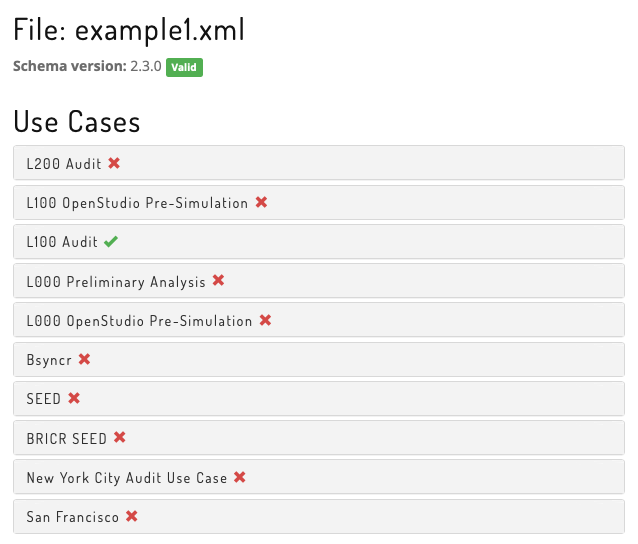 File: example1.xml
Schema version: 2.3.0 Valid
Use Cases
L200 Audit
L100 OpenStudio Pre-Simulation
L100 Audit
L000 Preliminary Analysis
L000 OpenStudio Pre-Simulation
Bsyncr
SEED
BRICR SEED
New York City Audit Use Case
San Francisco